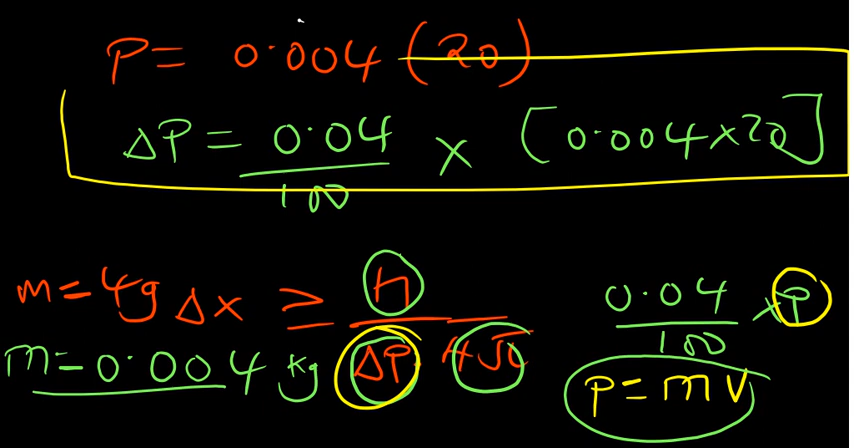 P = 0.004 (20)
ΔP = 0.04/100 × [0.004×20]
m = 4g Δx ≥ h/ΔP 4π
m = 0.004 kg
0.04/100 × P
P = mv